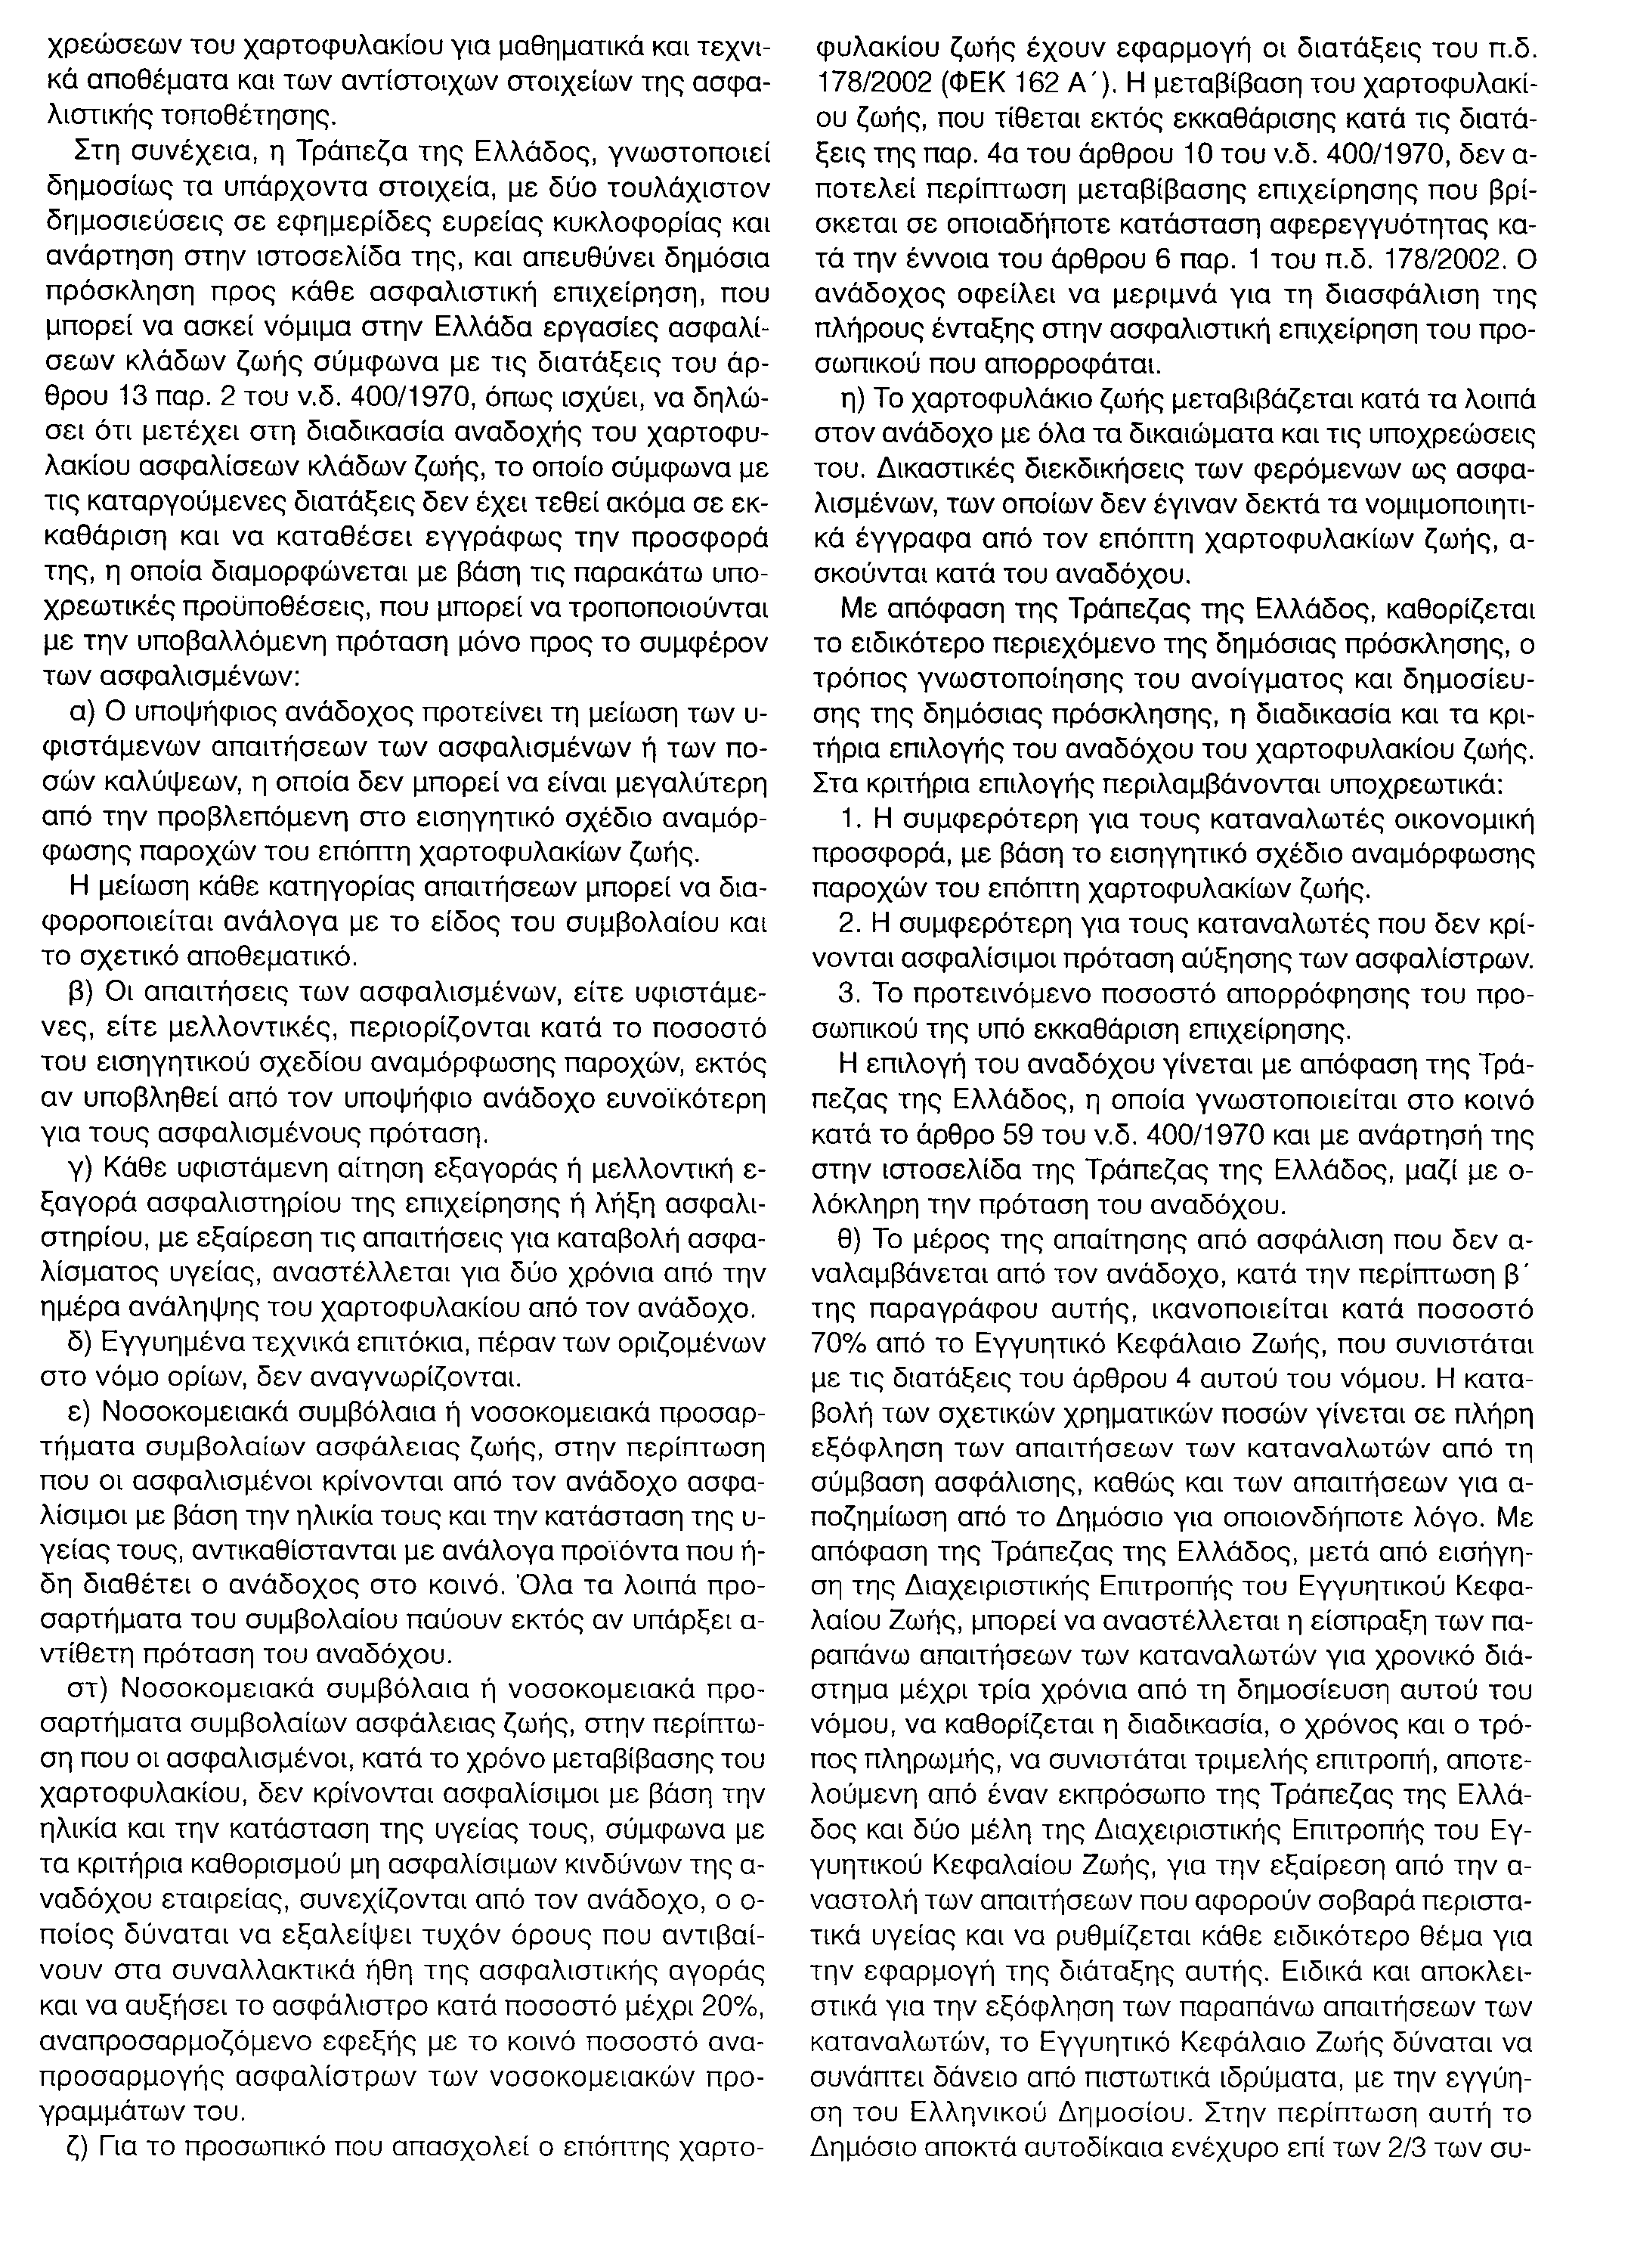 χρεώσεων του χαρτοφυλακίου για μαθηματικά και τεχνι-
κά αποθέματα και των αντίστοιχων στοιχείων της ασφα-
λιστικής τοποθέτησης.
Στη συνέχεια, η Τράπεζα της Ελλάδος, γνωστοποιεί
δημοσίως τα υπάρχοντα στοιχεία, με δύο τουλάχιστον
δημοσιεύσεις σε εφημερίδες ευρείας κυκλοφορίας και
ανάρτηση στην ιστοσελίδα της, και απευθύνει δημόσια
πρόσκληση προς κάθε ασφαλιστική επιχείρηση, που
μπορεί να ασκεί νόμιμα στην Ελλάδα εργασίες ασφαλί-
σεων κλάδων ζωής σύμφωνα με τις διατάξεις του άρ-
θρου 13 παρ. 2 του ν.δ. 400/1970, όπως ισχύει, να δηλώ-
σει ότι μετέχει στη διαδικασία αναδοχής του χαρτοφυ-
λακίου ασφαλίσεων κλάδων ζωής, το οποίο σύμφωνα με
τις καταργούμενες διατάξεις δεν έχει τεθεί ακόμα σε εκ-
καθάριση και να καταθέσει εγγράφως την προσφορά
της, η οποία διαμορφώνεται με βάση τις παρακάτω υπο-
χρεωτικές προϋποθέσεις, που μπορεί να τροποποιούνται
με την υποβαλλόμενη πρόταση μόνο προς το συμφέρον
των ασφαλισμένων:
α) Ο υποψήφιος ανάδοχος προτείνει τη μείωση των υ-
φιστάμενων απαιτήσεων των ασφαλισμένων ή των πο-
σών καλύψεων, η οποία δεν μπορεί να είναι μεγαλύτερη
από την προβλεπόμενη στο εισηγητικό σχέδιο αναμόρ-
φωσης παροχών του επόπτη χαρτοφυλακίων ζωής.
Η μείωση κάθε κατηγορίας απαιτήσεων μπορεί να δια-
φοροποιείται ανάλογα με το είδος του συμβολαίου και
το σχετικό αποθεματικό.
β) Οι απαιτήσεις των ασφαλισμένων, είτε υφιστάμε-
νες, είτε μελλοντικές, περιορίζονται κατά το ποσοστό
του εισηγητικού σχεδίου αναμόρφωσης παροχών, εκτός
αν υποβληθεί από τον υποψήφιο ανάδοχο ευνοϊκότερη
για τους ασφαλισμένους πρόταση.
γ) Κάθε υφιστάμενη αίτηση εξαγοράς ή μελλοντική ε-
ξαγορά ασφαλιστηρίου της επιχείρησης ή λήξη ασφαλι-
στηρίου, με εξαίρεση τις απαιτήσεις για καταβολή ασφα-
λίσματος υγείας, αναστέλλεται για δύο χρόνια από την
ημέρα ανάληψης του χαρτοφυλακίου από τον ανάδοχο.
δ) Εγγυημένα τεχνικά επιτόκια, πέραν των οριζομένων
στο νόμο ορίων, δεν αναγνωρίζονται.
ε) Νοσοκομειακά συμβόλαια ή νοσοκομειακά προσαρ-
τήματα συμβολαίων ασφάλειας ζωής, στην περίπτωση
που οι ασφαλισμένοι κρίνονται από τον ανάδοχο ασφα-
λίσιμοι με βάση την ηλικία τους και την κατάσταση της υ-
γείας τους, αντικαθίστανται με ανάλογα προϊόντα που ή-
δη διαθέτει ο ανάδοχος στο κοινό. Όλα τα λοιπά προ-
σαρτήματα του συμβολαίου παύουν εκτός αν υπάρξει α-
ντίθετη πρόταση του αναδόχου.
στ) Νοσοκομειακά συμβόλαια ή νοσοκομειακά προ-
σαρτήματα συμβολαίων ασφάλειας ζωής, στην περίπτω-
ση που οι ασφαλισμένοι, κατά το χρόνο μεταβίβασης του
χαρτοφυλακίου, δεν κρίνονται ασφαλίσιμοι με βάση την
ηλικία και την κατάσταση της υγείας τους, σύμφωνα με
τα κριτήρια καθορισμού μη ασφαλίσιμων κινδύνων της α-
ναδόχου εταιρείας, συνεχίζονται από τον ανάδοχο, ο ο-
ποίος δύναται να εξαλείψει τυχόν όρους που αντιβαί-
νουν στα συναλλακτικά ήθη της ασφαλιστικής αγοράς
και να αυξήσει το ασφάλιστρο κατά ποσοστό μέχρι 20%,
αναπροσαρμοζόμενο εφεξής με το κοινό ποσοστό ανα-
προσαρμογής ασφαλίστρων των νοσοκομειακών προ-
γραμμάτων του.
ζ) Για το προσωπικό που απασχολεί ο επόπτης χαρτο-
φυλακίου ζωής έχουν εφαρμογή οι διατάξεις του π.δ.
178/2002 (ΦΕΚ 162 Α΄). Η μεταβίβαση του χαρτοφυλακί-
ου ζωής, που τίθεται εκτός εκκαθάρισης κατά τις διατά-
ξεις της παρ. 4α του άρθρου 10 του ν.δ. 400/1970, δεν α-
ποτελεί περίπτωση μεταβίβασης επιχείρησης που βρί-
σκεται σε οποιαδήποτε κατάσταση αφερεγγυότητας κα-
τά την έννοια του άρθρου 6 παρ. 1 του π.δ. 178/2002. Ο
ανάδοχος οφείλει να μεριμνά για τη διασφάλιση της
πλήρους ένταξης στην ασφαλιστική επιχείρηση του προ-
σωπικού που απορροφάται.
η) Το χαρτοφυλάκιο ζωής μεταβιβάζεται κατά τα λοιπά
στον ανάδοχο με όλα τα δικαιώματα και τις υποχρεώσεις
του. Δικαστικές διεκδικήσεις των φερόμενων ως ασφα-
λισμένων, των οποίων δεν έγιναν δεκτά τα νομιμοποιητι-
κά έγγραφα από τον επόπτη χαρτοφυλακίων ζωής, α-
σκούνται κατά του αναδόχου.
Με απόφαση της Τράπεζας της Ελλάδος, καθορίζεται
το ειδικότερο περιεχόμενο της δημόσιας πρόσκλησης, ο
τρόπος γνωστοποίησης του ανοίγματος και δημοσίευ-
σης της δημόσιας πρόσκλησης, η διαδικασία και τα κρι-
τήρια επιλογής του αναδόχου του χαρτοφυλακίου ζωής.
Στα κριτήρια επιλογής περιλαμβάνονται υποχρεωτικά:
1. Η συμφερότερη για τους καταναλωτές οικονομική
προσφορά, με βάση το εισηγητικό σχέδιο αναμόρφωσης
παροχών του επόπτη χαρτοφυλακίων ζωής.
2. Η συμφερότερη για τους καταναλωτές που δεν κρί-
νονται ασφαλίσιμοι πρόταση αύξησης των ασφαλίστρων.
3. Το προτεινόμενο ποσοστό απορρόφησης του προ-
σωπικού της υπό εκκαθάριση επιχείρησης.
Η επιλογή του αναδόχου γίνεται με απόφαση της Τρά-
πεζας της Ελλάδος, η οποία γνωστοποιείται στο κοινό
κατά το άρθρο 59 του ν.δ. 400/1970 και με ανάρτησή της
στην ιστοσελίδα της Τράπεζας της Ελλάδος, μαζί με ο-
λόκληρη την πρόταση του αναδόχου.
θ) Το μέρος της απαίτησης από ασφάλιση που δεν α-
ναλαμβάνεται από τον ανάδοχο, κατά την περίπτωση β΄
της παραγράφου αυτής, ικανοποιείται κατά ποσοστό
70% από το Εγγυητικό Κεφάλαιο Ζωής, που συνιστάται
με τις διατάξεις του άρθρου 4 αυτού του νόμου. Η κατα-
βολή των σχετικών χρηματικών ποσών γίνεται σε πλήρη
εξόφληση των απαιτήσεων των καταναλωτών από τη
σύμβαση ασφάλισης, καθώς και των απαιτήσεων για α-
ποζημίωση από το Δημόσιο για οποιονδήποτε λόγο. Με
απόφαση της Τράπεζας της Ελλάδος, μετά από εισήγη-
ση της Διαχειριστικής Επιτροπής του Εγγυητικού Κεφα-
λαίου Ζωής, μπορεί να αναστέλλεται η είσπραξη των πα-
ραπάνω απαιτήσεων των καταναλωτών για χρονικό διά-
στημα μέχρι τρία χρόνια από τη δημοσίευση αυτού του
νόμου, να καθορίζεται η διαδικασία, ο χρόνος και ο τρό-
πος πληρωμής, να συνιστάται τριμελής επιτροπή, αποτε-
λούμενη από έναν εκπρόσωπο της Τράπεζας της Ελλά-
δος και δύο μέλη της Διαχειριστικής Επιτροπής του Εγ-
γυητικού Κεφαλαίου Ζωής, για την εξαίρεση από την α-
ναστολή των απαιτήσεων που αφορούν σοβαρά περιστα-
τικά υγείας και να ρυθμίζεται κάθε ειδικότερο θέμα για
την εφαρμογή της διάταξης αυτής. Ειδικά και αποκλει-
στικά για την εξόφληση των παραπάνω απαιτήσεων των
καταναλωτών, το Εγγυητικό Κεφάλαιο Ζωής δύναται να
συνάπτει δάνειο από πιστωτικά ιδρύματα, με την εγγύη-
ση του Ελληνικού Δημοσίου. Στην περίπτωση αυτή το
Δημόσιο αποκτά αυτοδίκαια ενέχυρο επί των 2/3 των συ-